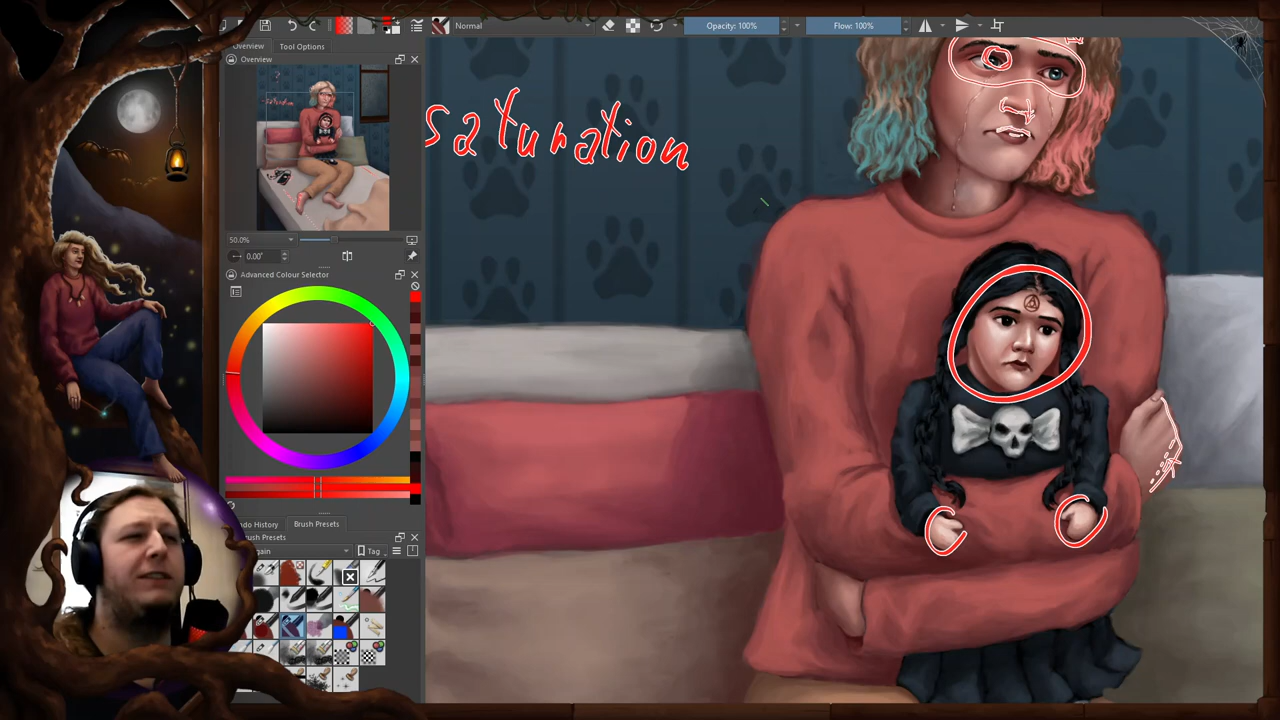 Normal
Opacity: 100%
Flow: 100%
Overview
Tool Options
Overview
50.0%
0.00°
Advanced Colour Selector
Undo History
Brush Presets
Brush Presets
Tag
saturation